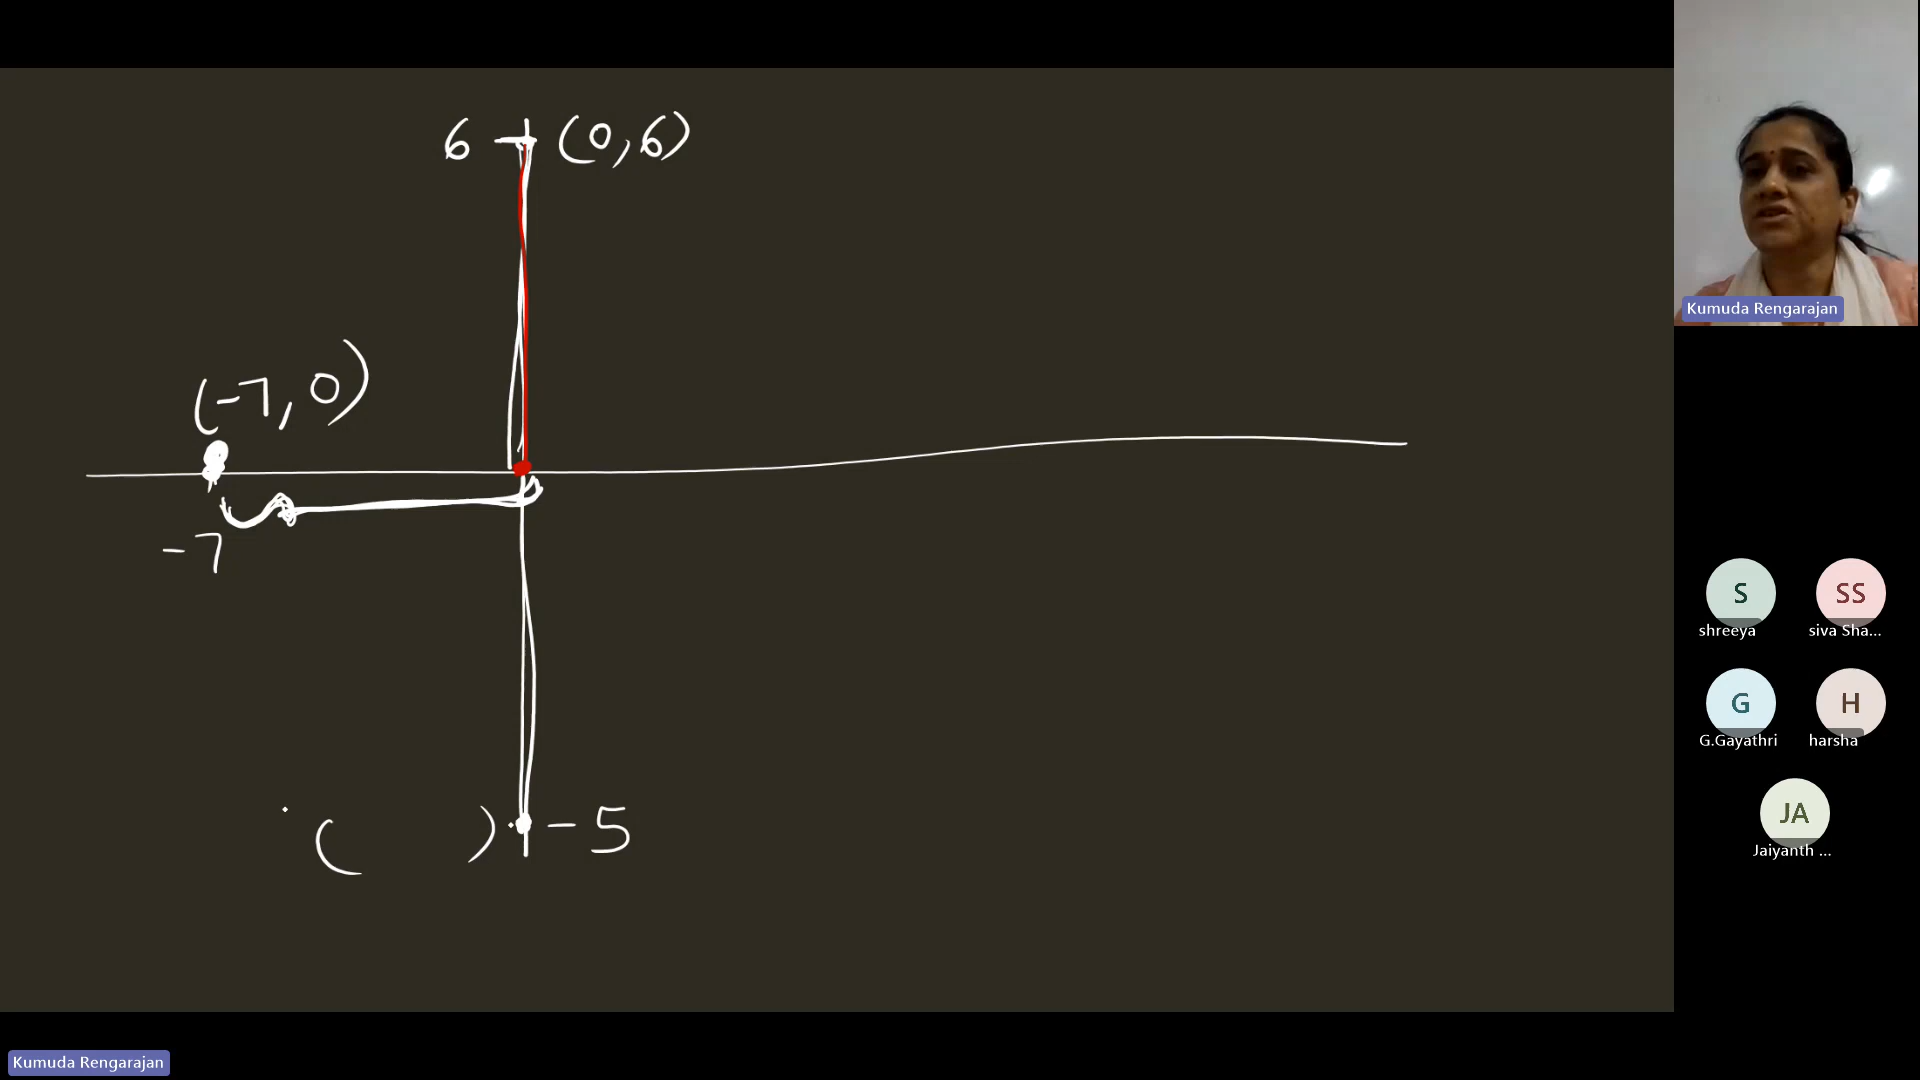 6 (0,6)
(-7,0)
-7
( ) -5
Kumuda Rengarajan
shreeya
siva Sha...
S
SS
G
H
G.Gayathri
harsha
JA
Jaiyanth ...
Kumuda Rengarajan